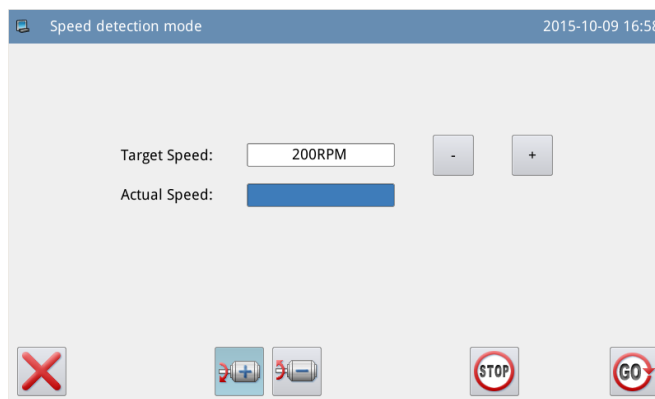 Speed detection mode 2015-10-09 16:58
Target Speed: 200RPM - +
Actual Speed:
STOP GO